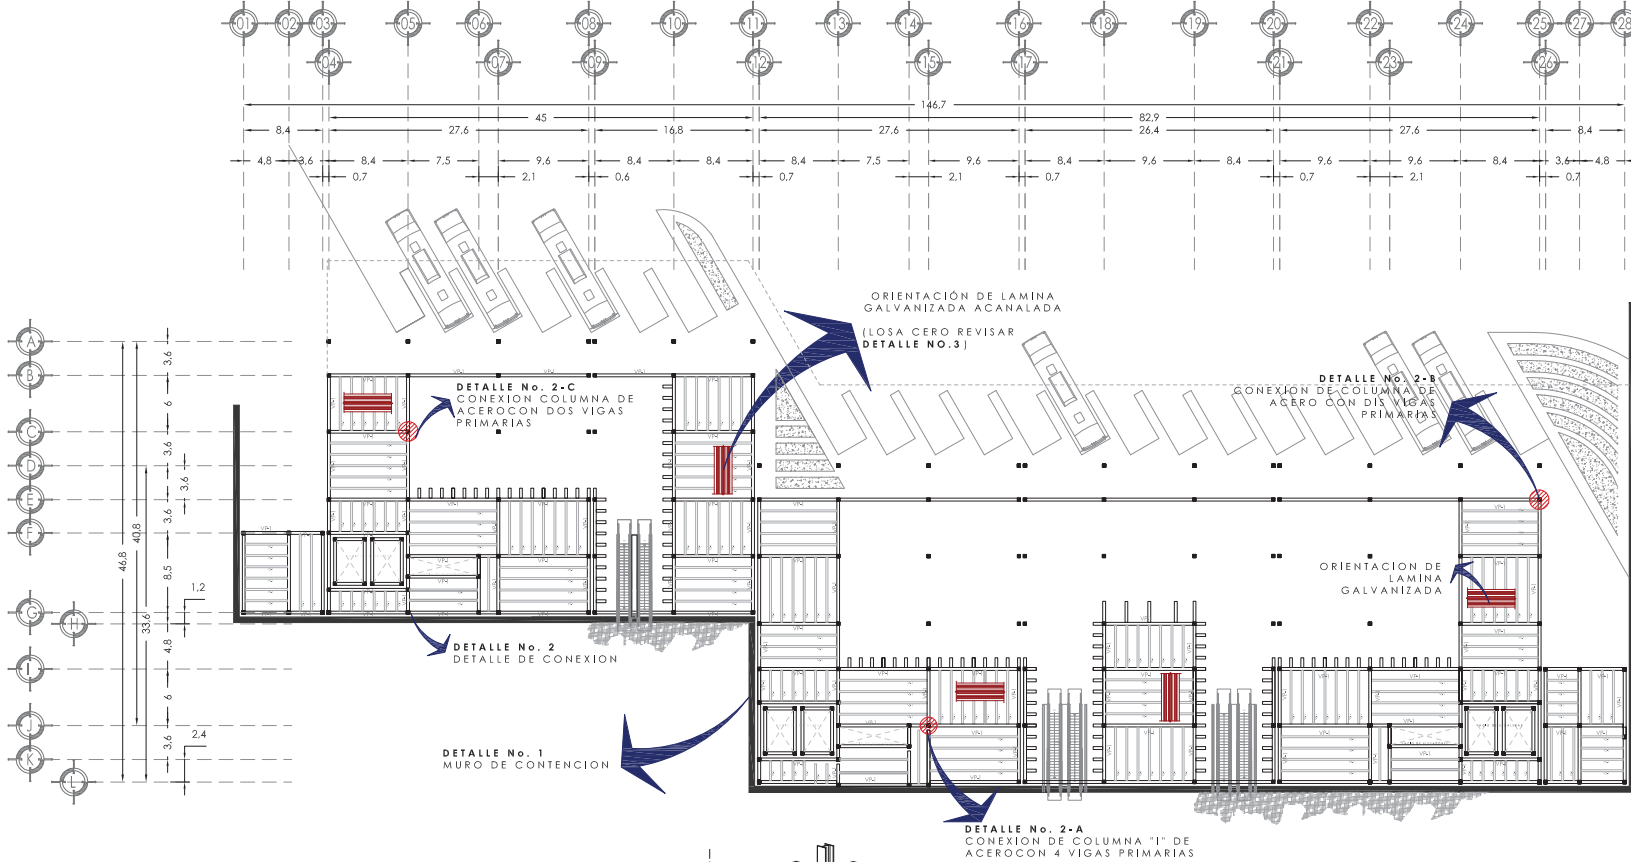 01 02 03 05 06 08 10 11 13 14 16 18 19 20 22 24 25 27 28
04 07 09 12 15 17 21 23 26
146,7
45 82,9
8,4 27,6 16,8 27,6 26,4 27,6 8,4
4,8 3,6 8,4 7,5 9,6 8,4 8,4 8,4 7,5 9,6 8,4 9,6 8,4 9,6 9,6 8,4 3,6 4,8
0,7 2,1 0,6 0,7 2,1 0,7 0,7 2,1 0,7
A
B
C
D
E
F
G
H
I
J
K
L
3,6
6
3,6
3,6
3,6
8,5
1,2
4,8
6
3,6
2,4
46,8
40,8
33,6
ORIENTACIÓN DE LAMINA
GALVANIZADA ACANALADA
(LOSA CERO REVISAR
DETALLE NO.3)
DETALLE No. 2-C
CONEXION COLUMNA DE
ACEROCON DOS VIGAS
PRIMARIAS
DETALLE No. 2-B
CONEXION DE COLUMNA DE
ACERO CON DIS VIGAS
PRIMARIAS
ORIENTACION DE
LAMINA
GALVANIZADA
DETALLE No. 2
DETALLE DE CONEXION
DETALLE No. 1
MURO DE CONTENCION
DETALLE No. 2-A
CONEXION DE COLUMNA "I" DE
ACEROCON 4 VIGAS PRIMARIAS